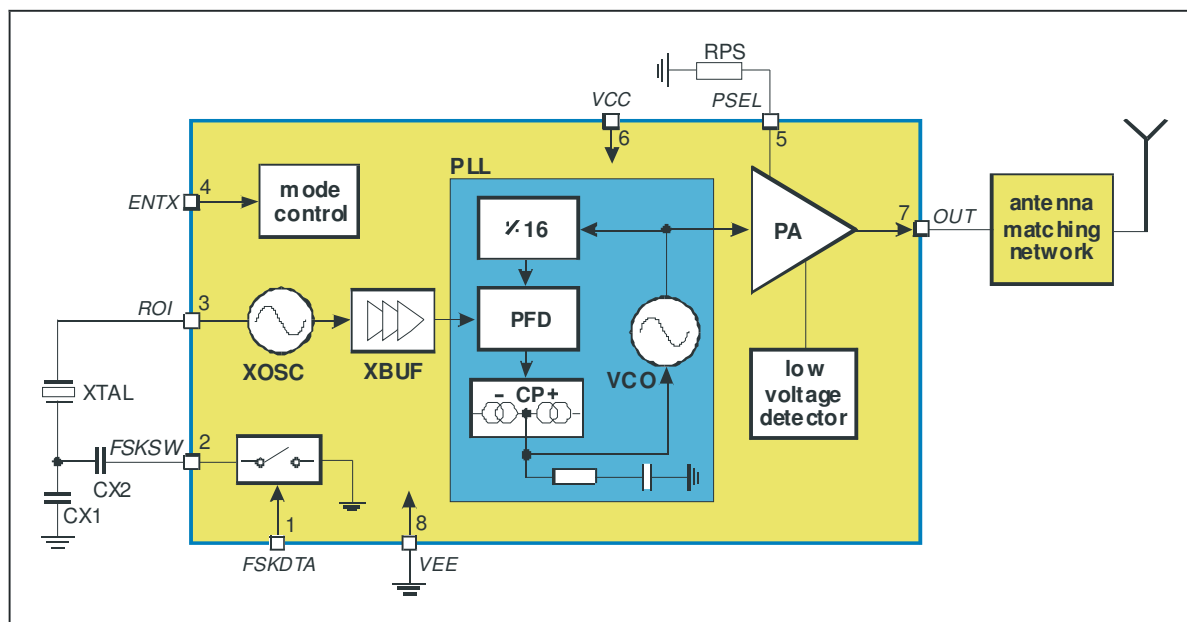 RPS
VCC
PSEL
6
5
PLL
4
ENTX
mode
control
÷16
PA
7
OUT
antenna
matching
network
ROI
3
PFD
XOSC
XBUF
VCO
low
voltage
detector
- CP +
XTAL
FSKSW
2
CX2
CX1
1
8
FSKDTA
VEE